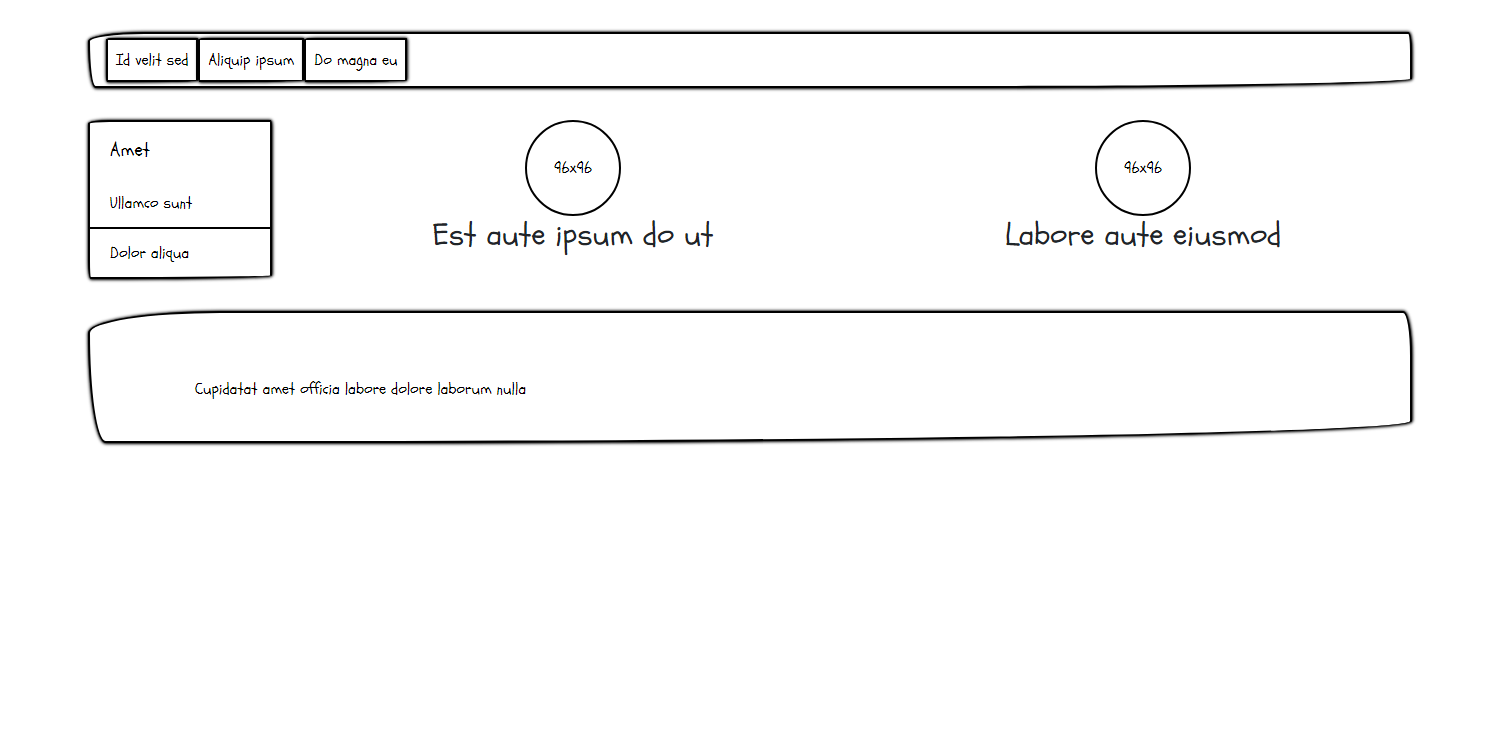 Id velit sed
Aliquip ipsum
Do magna eu
Amet
Ullamco sunt
Dolor aliqua
96x96
Est aute ipsum do ut
96x96
Labore aute eiusmod
Cupidatat amet officia labore dolore laborum nulla